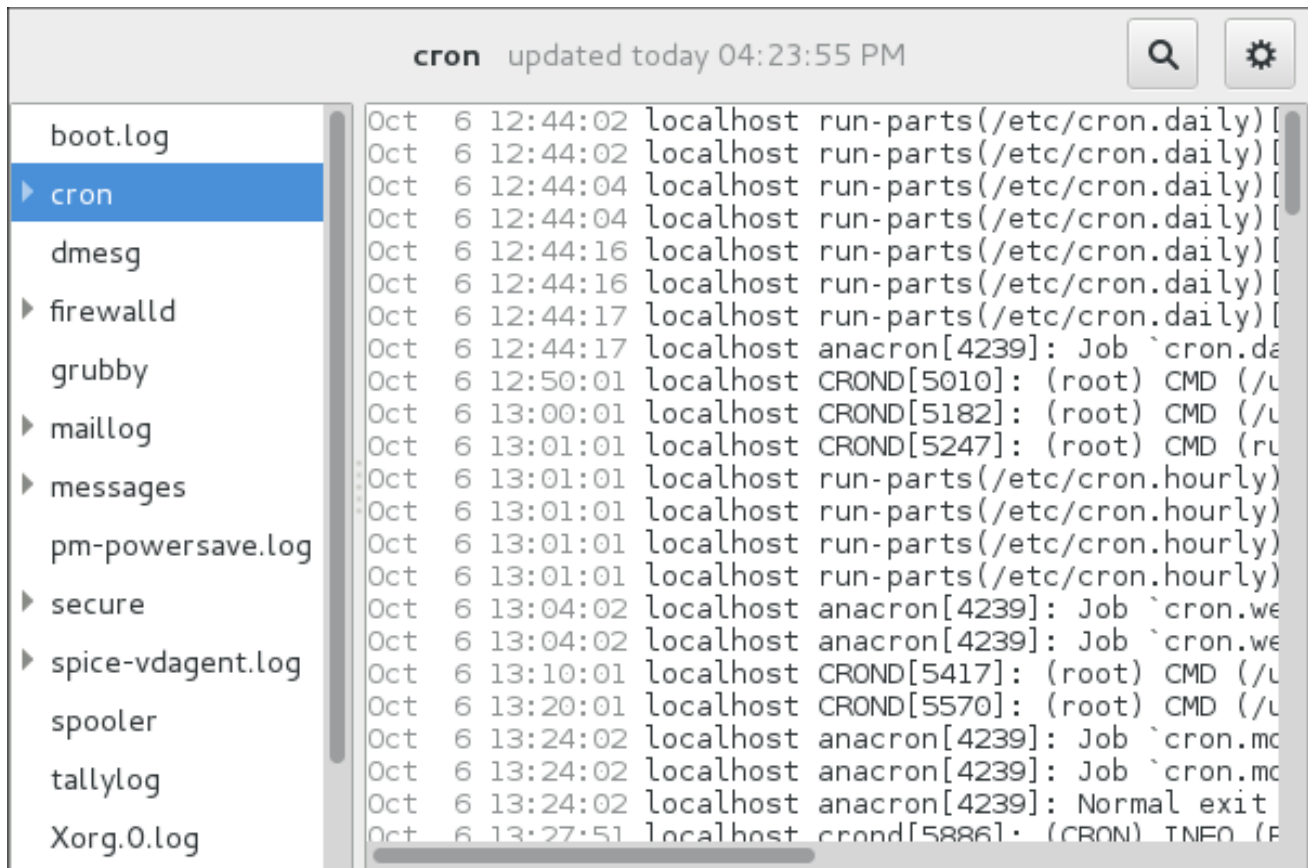 cron updated today 04:23:55 PM
boot.log
cron
dmesg
firewalld
grubby
maillog
messages
pm-powersave.log
secure
spice-vdagent.log
spooler
tallylog
Xorg.0.log
Oct 6 12:44:02 localhost run-parts(/etc/cron.daily)[
Oct 6 12:44:02 localhost run-parts(/etc/cron.daily)[
Oct 6 12:44:04 localhost run-parts(/etc/cron.daily)[
Oct 6 12:44:04 localhost run-parts(/etc/cron.daily)[
Oct 6 12:44:16 localhost run-parts(/etc/cron.daily)[
Oct 6 12:44:16 localhost run-parts(/etc/cron.daily)[
Oct 6 12:44:17 localhost run-parts(/etc/cron.daily)[
Oct 6 12:44:17 localhost anacron[4239]: Job `cron.da
Oct 6 12:50:01 localhost CROND[5010]: (root) CMD (/u
Oct 6 13:00:01 localhost CROND[5182]: (root) CMD (/u
Oct 6 13:01:01 localhost CROND[5247]: (root) CMD (ru
Oct 6 13:01:01 localhost run-parts(/etc/cron.hourly)
Oct 6 13:01:01 localhost run-parts(/etc/cron.hourly)
Oct 6 13:01:01 localhost run-parts(/etc/cron.hourly)
Oct 6 13:01:01 localhost run-parts(/etc/cron.hourly)
Oct 6 13:04:02 localhost anacron[4239]: Job `cron.we
Oct 6 13:04:02 localhost anacron[4239]: Job `cron.we
Oct 6 13:10:01 localhost CROND[5417]: (root) CMD (/u
Oct 6 13:20:01 localhost CROND[5570]: (root) CMD (/u
Oct 6 13:24:02 localhost anacron[4239]: Job `cron.mo
Oct 6 13:24:02 localhost anacron[4239]: Job `cron.mo
Oct 6 13:24:02 localhost anacron[4239]: Normal exit
Oct 6 13:27:51 localhost crond[5886]: (CRON) INFO (